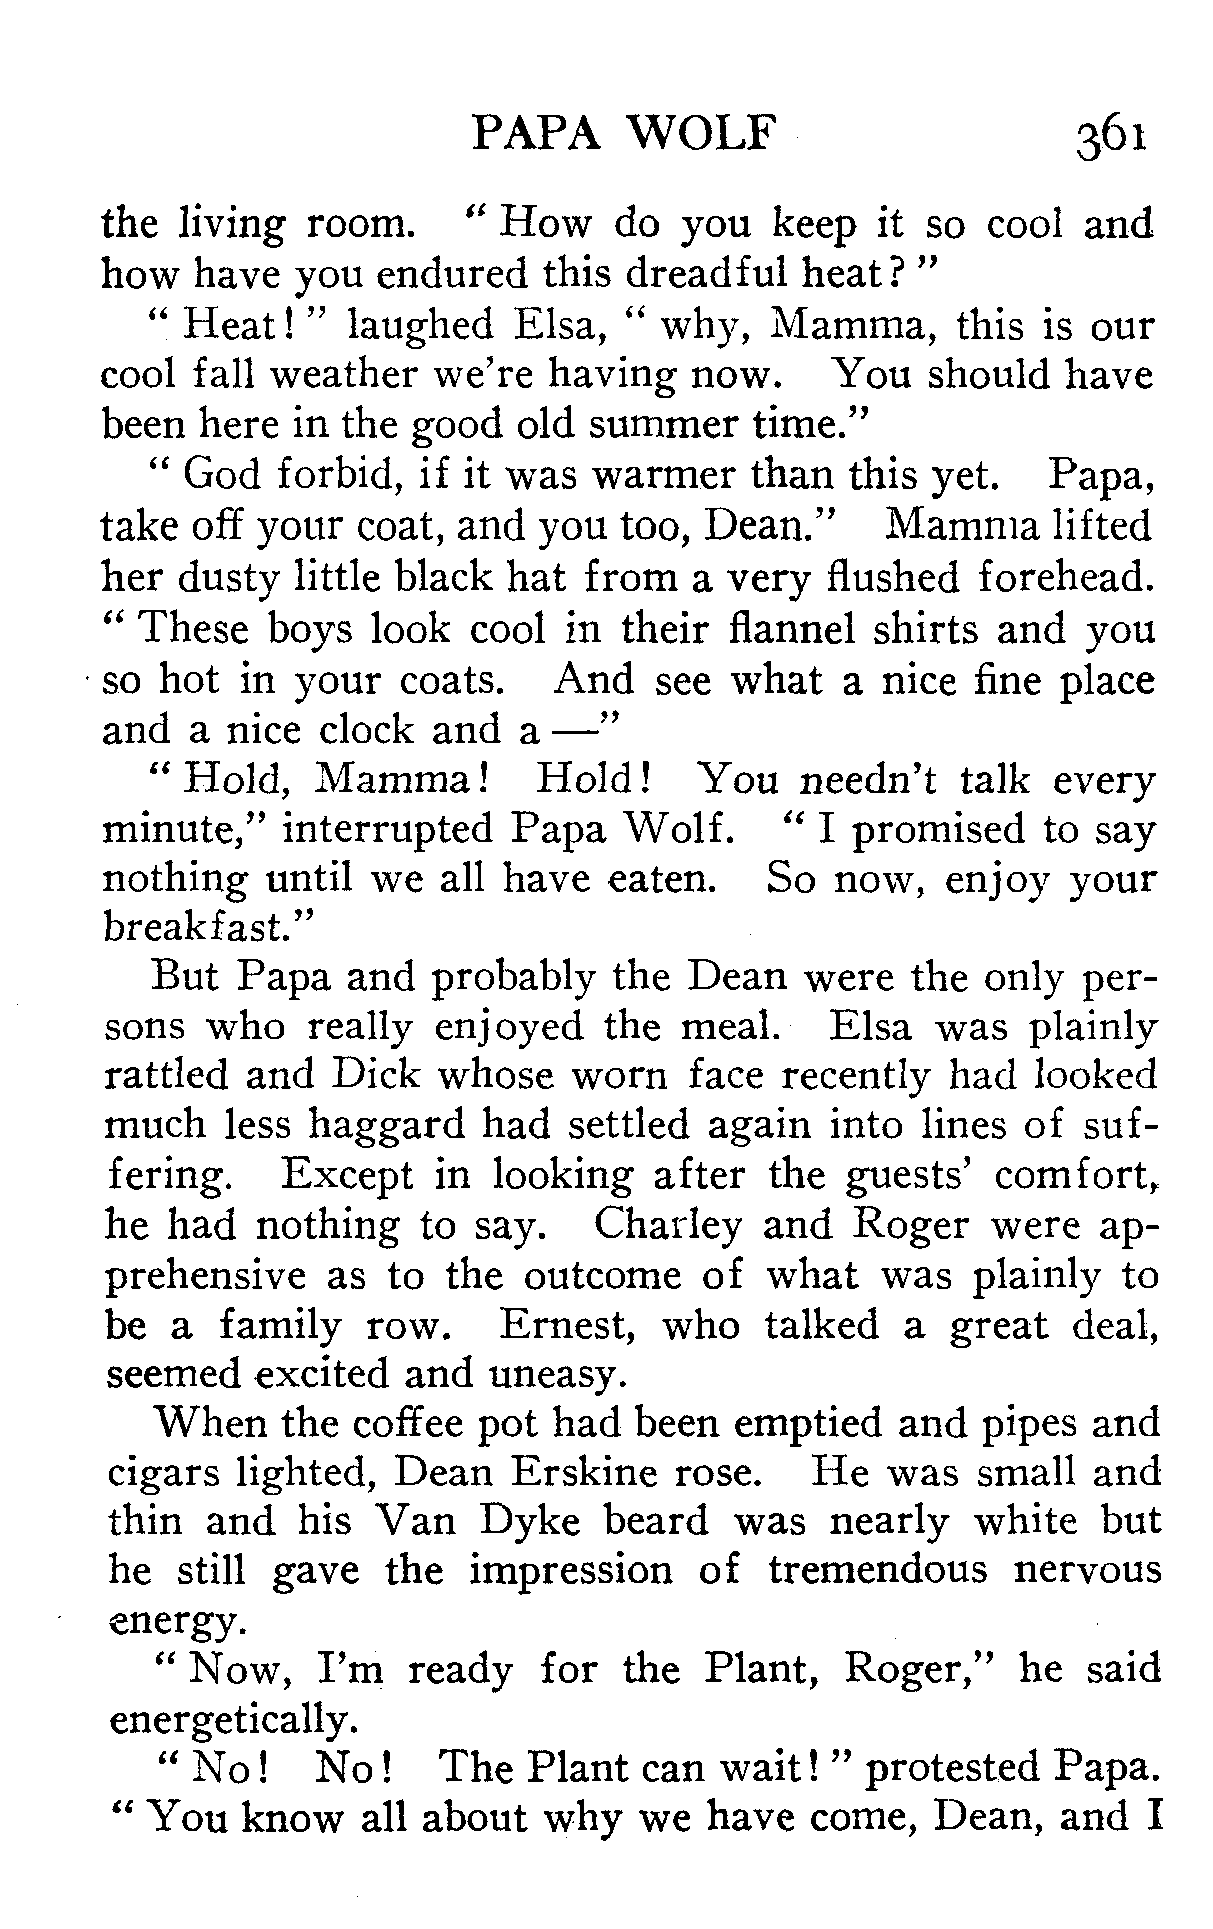 PAPA WOLF 361
the living room. “ How do you keep it so cool and
how have you endured this dreadful heat? ”
“ Heat! ” laughed Elsa, “ why, Mamma, this is our
cool fall weather we’re having now. You should have
been here in the good old summer time.”
“ God forbid, if it was warmer than this yet. Papa,
take off your coat, and you too, Dean.” Mamma lifted
her dusty little black hat from a very flushed forehead.
“ These boys look cool in their flannel shirts and you
so hot in your coats. And see what a nice fine place
and a nice clock and a —”
“ Hold, Mamma! Hold! You needn’t talk every
minute,” interrupted Papa Wolf. “ I promised to say
nothing until we all have eaten. So now, enjoy your
breakfast.”
But Papa and probably the Dean were the only per-
sons who really enjoyed the meal. Elsa was plainly
rattled and Dick whose worn face recently had looked
much less haggard had settled again into lines of suf-
fering. Except in looking after the guests’ comfort,
he had nothing to say. Charley and Roger were ap-
prehensive as to the outcome of what was plainly to
be a family row. Ernest, who talked a great deal,
seemed excited and uneasy.
When the coffee pot had been emptied and pipes and
cigars lighted, Dean Erskine rose. He was small and
thin and his Van Dyke beard was nearly white but
he still gave the impression of tremendous nervous
energy.
“ Now, I’m ready for the Plant, Roger,” he said
energetically.
“ No! No! The Plant can wait! ” protested Papa.
“ You know all about why we have come, Dean, and I